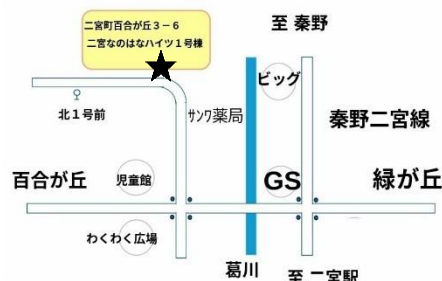 二宮町百合が丘３－６
二宮なのはなハイツ１号棟
至 秦野
ビッグ
北１号前
ｻﾝﾜ薬局
秦野二宮線
百合が丘
児童館
GS
緑が丘
わくわく広場
葛川
至 二宮駅